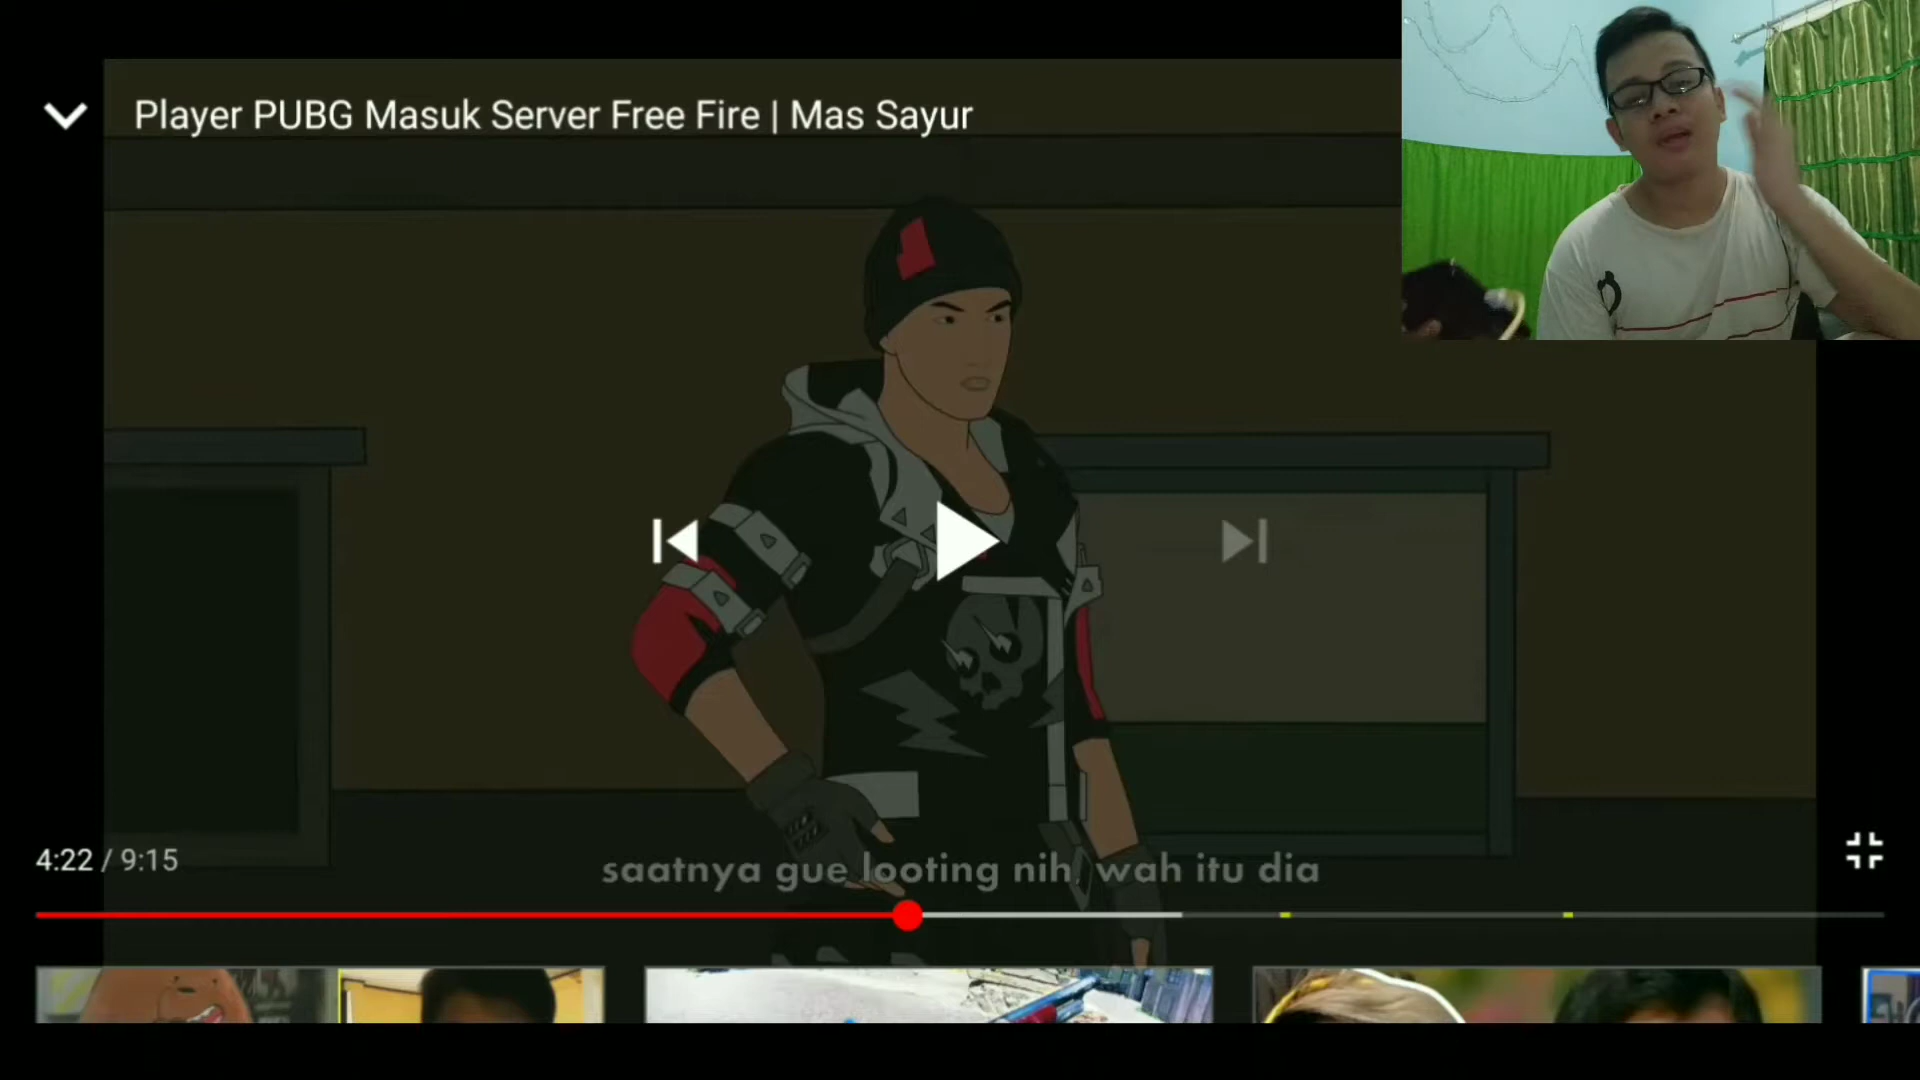 Player PUBG Masuk Server Free Fire | Mas Sayur
4:22 / 9:15
saatnya gue looting nih, wah itu dia